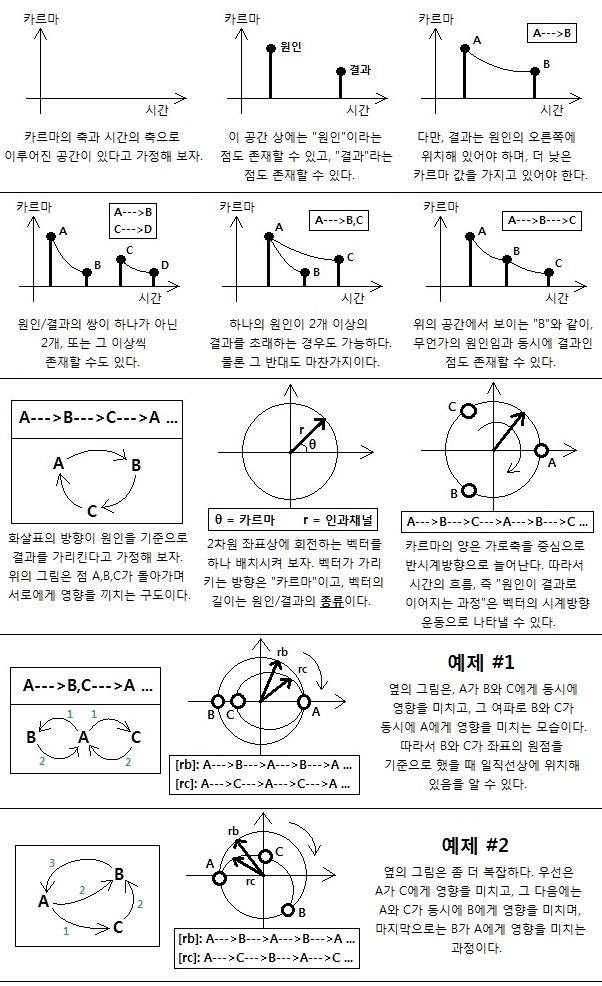 카르마
시간
카르마의 축과 시간의 축으로
이루어진 공간이 있다고 가정해 보자.
카르마
원인
결과
시간
이 공간 상에는 "원인"이라는
점도 존재할 수 있고, "결과"라는
점도 존재할 수 있다.
카르마
A--->B
A
B
시간
다만, 결과는 원인의 오른쪽에
위치해 있어야 하며, 더 낮은
카르마 값을 가지고 있어야 한다.
카르마
A--->B
C--->D
A
B
C
D
시간
원인/결과의 쌍이 하나가 아닌
2개, 또는 그 이상씩
존재할 수도 있다.
카르마
A--->B,C
A
B
C
시간
하나의 원인이 2개 이상의
결과를 초래하는 경우도 가능하다.
물론 그 반대도 마찬가지이다.
카르마
A--->B--->C
A
B
C
시간
위의 공간에서 보이는 "B"와 같이,
무언가의 원인임과 동시에 결과인
점도 존재할 수 있다.
A--->B--->C--->A ...
A
B
C
화살표의 방향이 원인을 기준으로
결과를 가리킨다고 가정해 보자.
위의 그림은 점 A,B,C가 돌아가며
서로에게 영향을 끼치는 구도이다.
r
θ
θ = 카르마 r = 인과채널
2차원 좌표상에 회전하는 벡터를
하나 배치시켜 보자. 벡터가 가리
키는 방향은 "카르마"이고, 벡터의
길이는 원인/결과의 종류이다.
C
A
B
A--->B--->C--->A--->B--->C ...
카르마의 양은 가로축을 중심으로
반시계방향으로 늘어난다. 따라서
시간의 흐름, 즉 "원인이 결과로
이어지는 과정"은 벡터의 시계방향
운동으로 나타낼 수 있다.
A--->B,C--->A ...
1
1
B
A
C
2
2
rb
rc
B
C
A
[rb]: A--->B--->A--->B--->A ...
[rc]: A--->C--->A--->C--->A ...
예제 #1
옆의 그림은, A가 B와 C에게 동시에
영향을 미치고, 그 여파로 B와 C가
동시에 A에게 영향을 미치는 모습이다.
따라서 B와 C가 좌표의 원점을
기준으로 했을 때 일직선상에 위치해
있음을 알 수 있다.
3
B
2
A
2
1
C
rb
C
A
rc
B
[rb]: A--->B--->A--->B--->A ...
[rc]: A--->C--->B--->A--->C ...
예제 #2
옆의 그림은 좀 더 복잡하다. 우선은
A가 C에게 영향을 미치고, 그 다음에는
A와 C가 동시에 B에게 영향을 미치며,
마지막으로는 B가 A에게 영향을 미치는
과정이다.